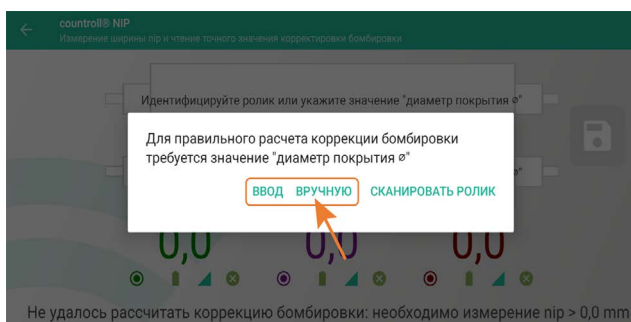 countroll® NIP
Измерение ширины nip и чтение точного значения корректировки бомбировки
Идентифицируйте ролик или укажите значение "диаметр покрытия ø"
Для правильного расчета коррекции бомбировки
требуется значение "диаметр покрытия ø"
ВВОД ВРУЧНУЮ СКАНИРОВАТЬ РОЛИК
ø"
0,0 0,0 0,0
Не удалось рассчитать коррекцию бомбировки: необходимо измерение nip > 0,0 mm